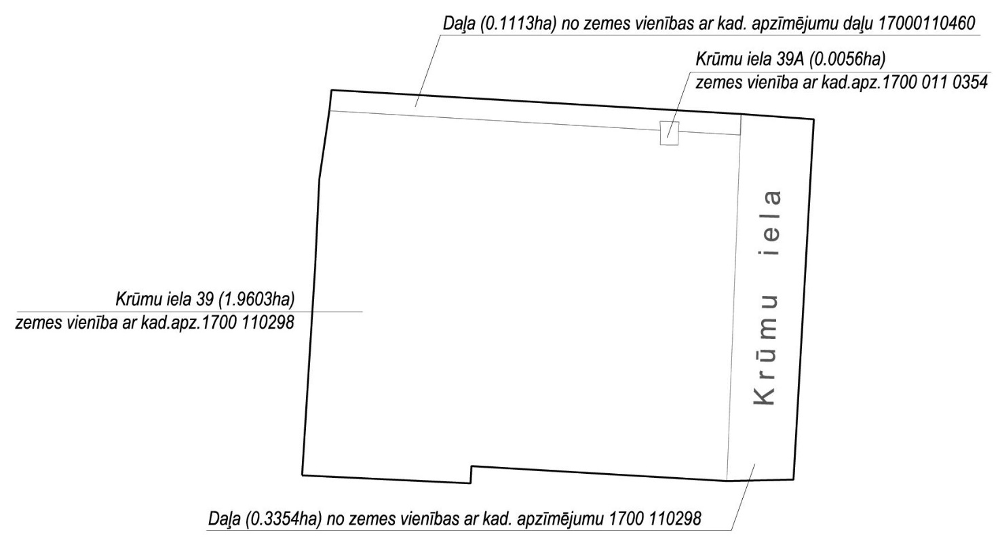 Daļa (0.1113ha) no zemes vienības ar kad. apzīmējumu daļu 17000110460
Krūmu iela 39A (0.0056ha)
zemes vienība ar kad.apz.1700 011 0354
Krūmu iela
Krūmu iela 39 (1.9603ha)
zemes vienība ar kad.apz.1700 110298
Daļa (0.3354ha) no zemes vienības ar kad. apzīmējumu 1700 110298